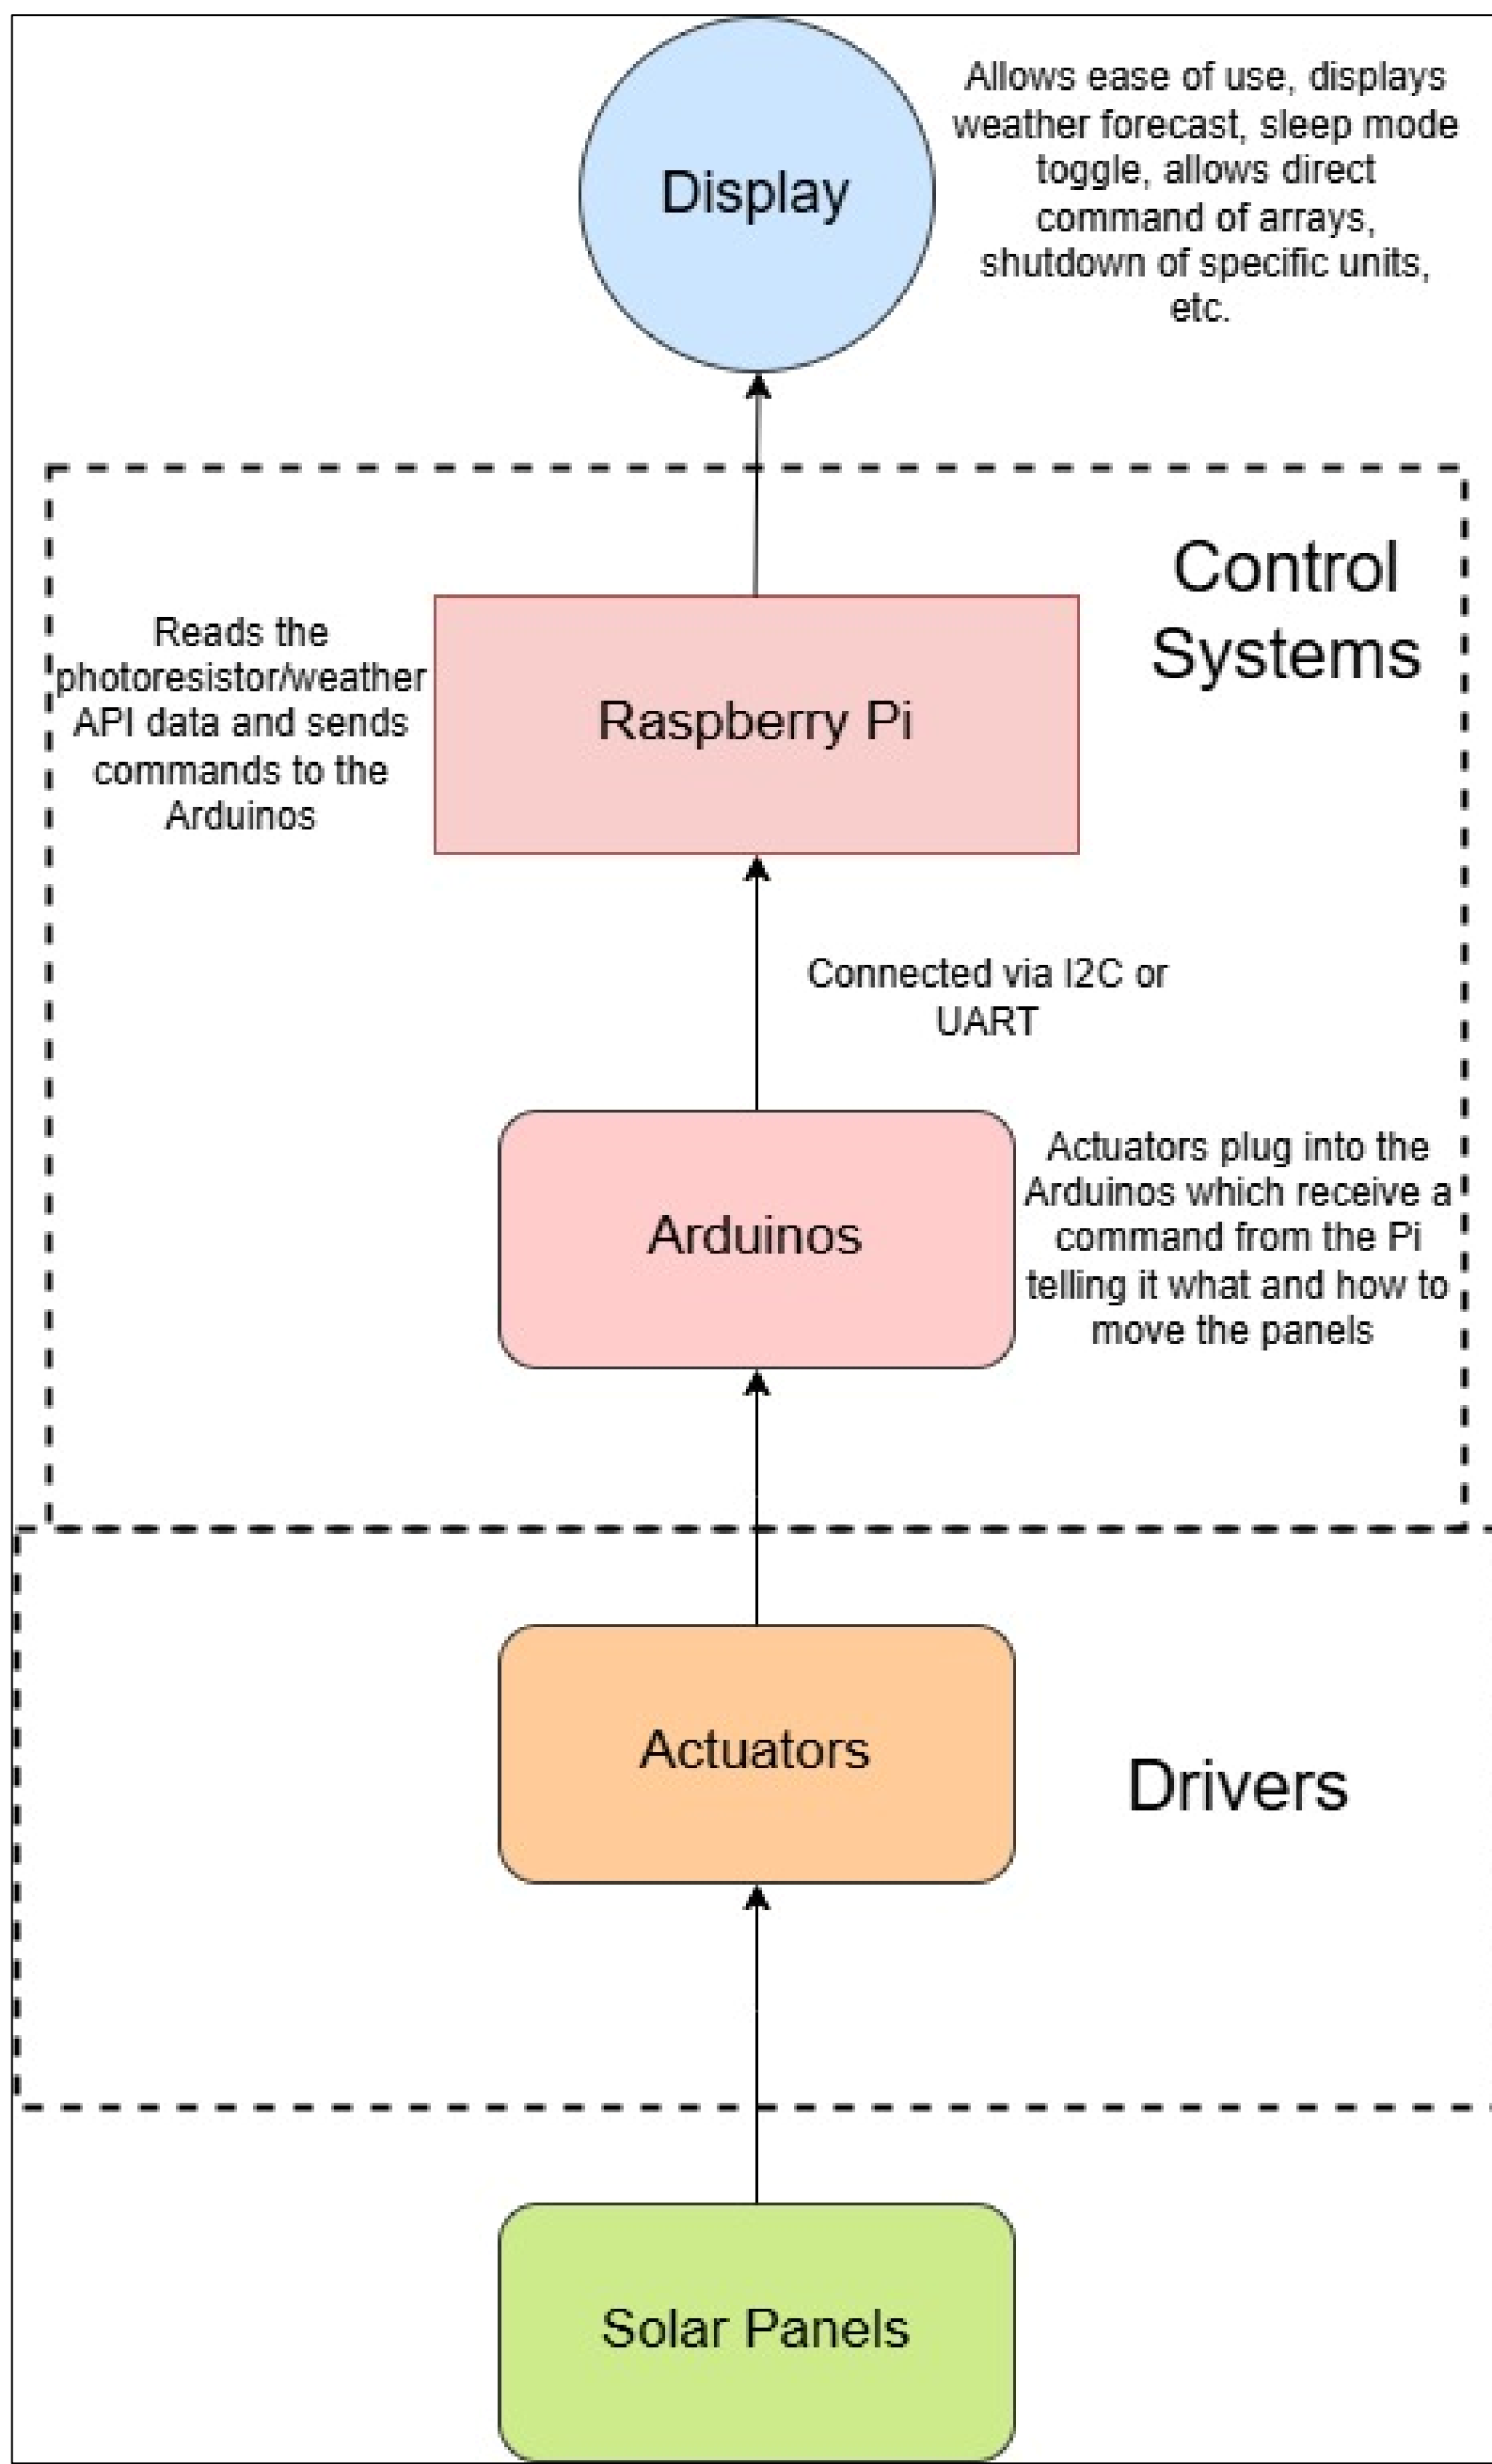 Display
Allows ease of use, displays
weather forecast, sleep mode
toggle, allows direct
command of arrays,
shutdown of specific units,
etc.
Control
Systems
Reads the
photoresistor/weather
API data and sends
commands to the
Arduinos
Raspberry Pi
Connected via I2C or
UART
Arduinos
Actuators plug into the
Arduinos which receive a
command from the Pi
telling it what and how to
move the panels
Actuators
Drivers
Solar Panels